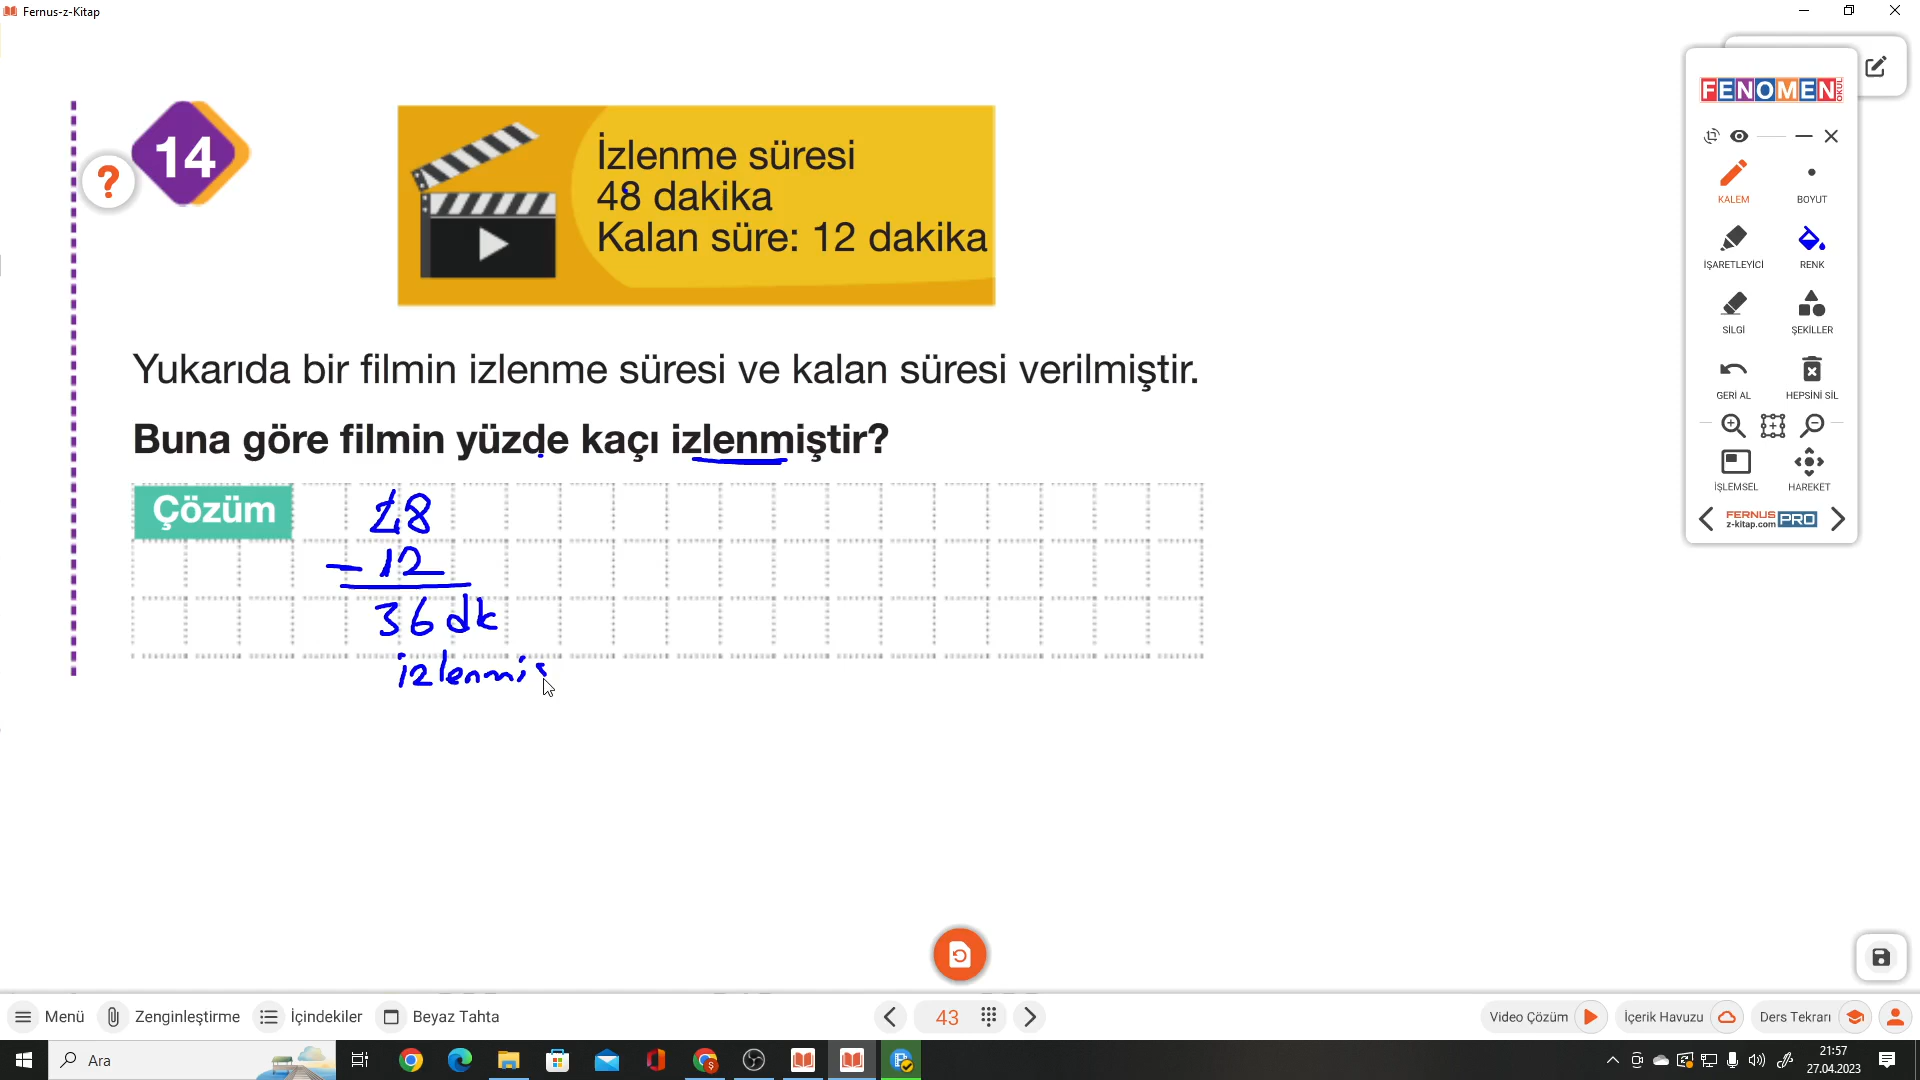 Fernus-z-Kitap
14
?
İzlenme süresi
48 dakika
Kalan süre: 12 dakika
Yukarıda bir filmin izlenme süresi ve kalan süresi verilmiştir.
Buna göre filmin yüzde kaçı izlenmiştir?
Çözüm
48
- 12
36 dk
izlenmiş
FENOMEN OKUL
KALEM
BOYUT
İŞARETLEYİCİ
RENK
SİLGİ
ŞEKİLLER
GERİ AL
HEPSİNİ SİL
İŞLEMSEL
HAREKET
FERNUS
z-kitap.com
PRO
Menü
Zenginleştirme
İçindekiler
Beyaz Tahta
43
Video Çözüm
İçerik Havuzu
Ders Tekrarı
Ara
21:57
27.04.2023